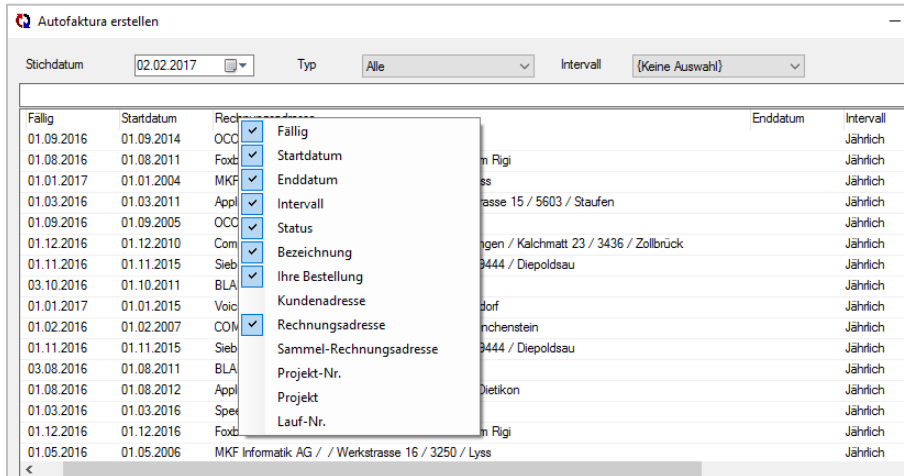 Autofaktura erstellen
Stichdatum 02.02.2017 Typ Alle Intervall {Keine Auswahl}
Fällig Startdatum Rechnungsadresse Enddatum Intervall
01.09.2016 01.09.2014 OCO Jährlich
01.08.2016 01.08.2011 Foxb m Rigi Jährlich
01.01.2017 01.01.2004 MKF ss Jährlich
01.03.2016 01.03.2011 Appl rasse 15 / 5603 / Staufen Jährlich
01.09.2016 01.09.2005 OCO Jährlich
01.12.2016 01.12.2010 Com ngen / Kalchmatt 23 / 3436 / Zollbrück Jährlich
01.11.2016 01.11.2015 Sieb 9444 / Diepoldsau Jährlich
03.10.2016 01.10.2011 BLA Jährlich
01.01.2017 01.01.2015 Voic dorf Jährlich
01.02.2016 01.02.2007 COM nchenstein Jährlich
01.11.2016 01.11.2015 Sieb 9444 / Diepoldsau Jährlich
03.08.2016 01.08.2011 BLA Jährlich
01.08.2016 01.08.2012 Appl Dietikon Jährlich
01.03.2016 01.03.2016 Spee Jährlich
01.12.2016 01.12.2016 Foxb m Rigi Jährlich
01.05.2016 01.05.2006 MKF Informatik AG / / Werkstrasse 16 / 3250 / Lyss Jährlich
Fällig
Startdatum
Enddatum
Intervall
Status
Bezeichnung
Ihre Bestellung
Kundenadresse
Rechnungsadresse
Sammel-Rechnungsadresse
Projekt-Nr.
Projekt
Lauf-Nr.